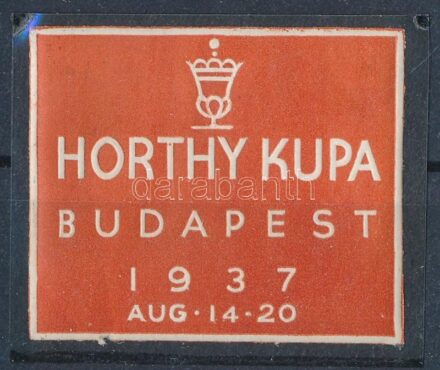 HORTHY KUPA
darabanth
BUDAPEST
1937
AUG·14-20